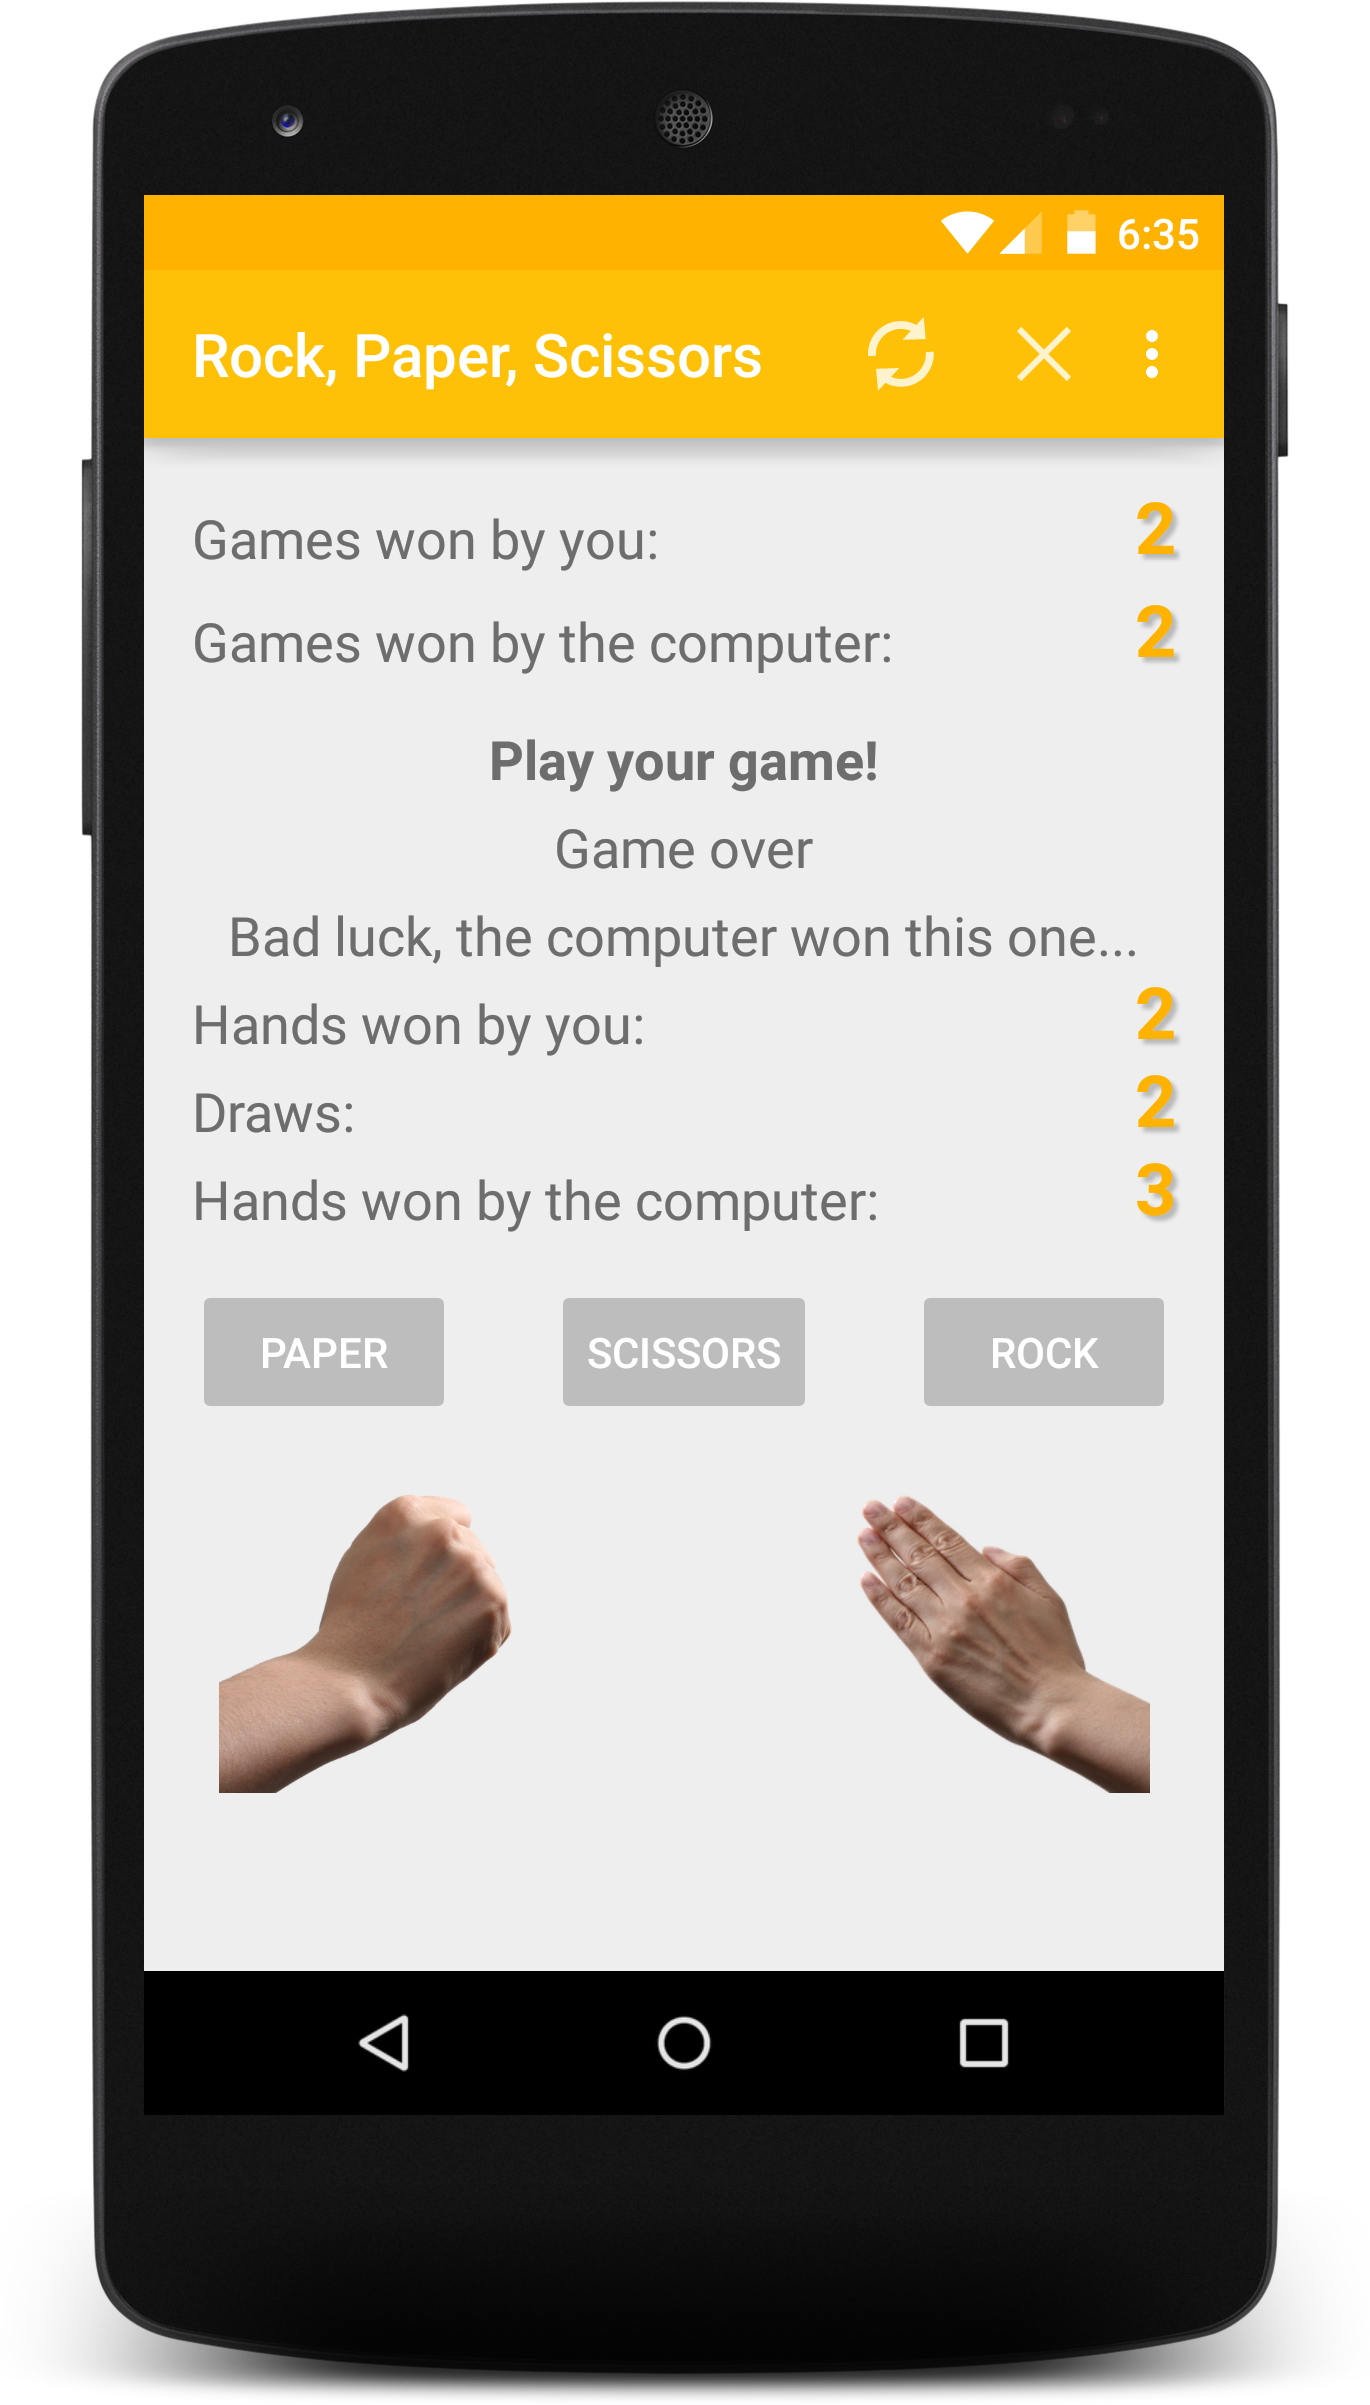 6:35
Rock, Paper, Scissors
Games won by you: 2
Games won by the computer: 2
Play your game!
Game over
Bad luck, the computer won this one...
Hands won by you: 2
Draws: 2
Hands won by the computer: 3
PAPER SCISSORS ROCK